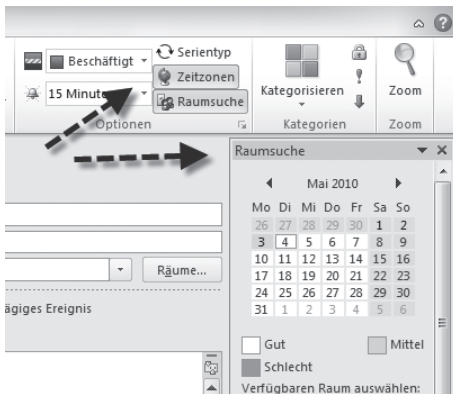 Beschäftigt
Serientyp
Zeitzonen
15 Minuten
Raumsuche
Kategorisieren
Zoom
Optionen
Kategorien
Zoom
Raumsuche
Mai 2010
Mo Di Mi Do Fr Sa So
26 27 28 29 30 1 2
3 4 5 6 7 8 9
10 11 12 13 14 15 16
17 18 19 20 21 22 23
24 25 26 27 28 29 30
31 1 2 3 4 5 6
Räume...
ägiges Ereignis
Gut
Mittel
Schlecht
Verfügbaren Raum auswählen: